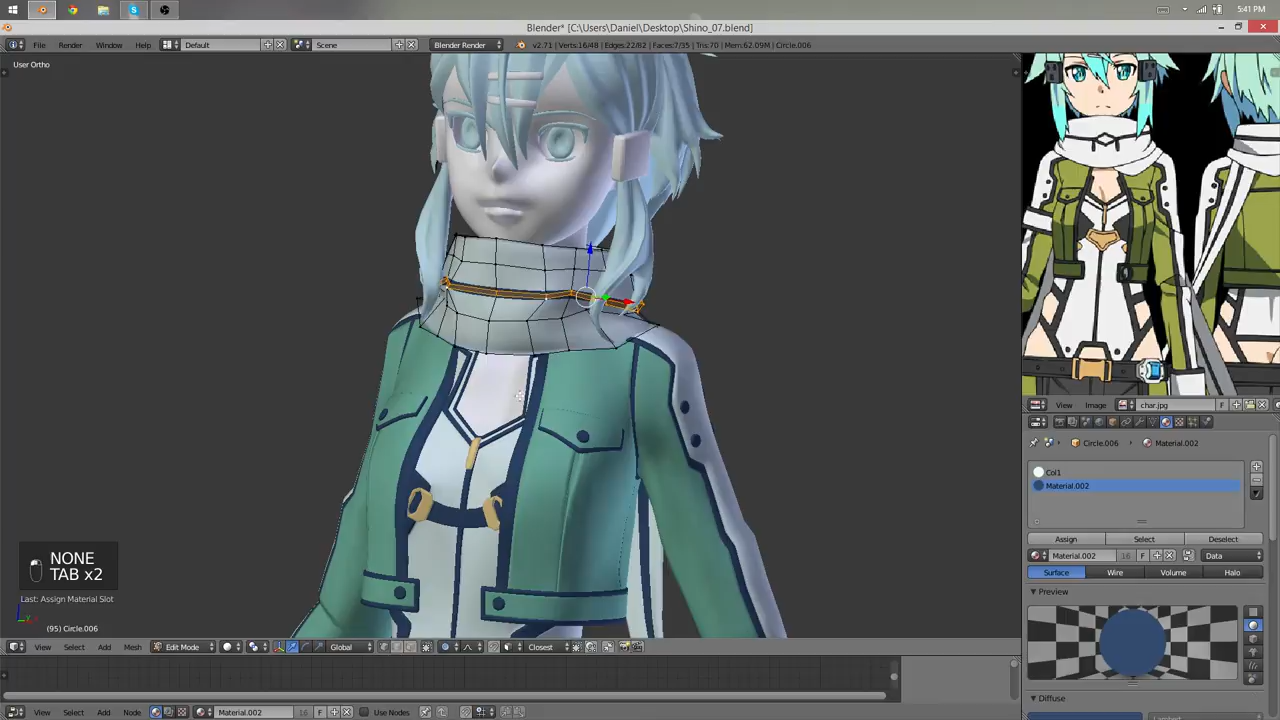 5:41 PM
Blender* [C:\Users\Daniel\Desktop\Shino_07.blend]
File Render Window Help Default Scene Blender Render v2.71 | Verts:16/48 | Edges:22/82 | Faces:7/35 | Tris:70 | Mem:62.09M | Circle.006
User Ortho
View Image char.jpg F
Circle.006 Material.002
Col1
Material.002
Assign Select Deselect
Material.002 16 F Data
Surface Wire Volume Halo
Preview
Diffuse
NONE
TAB x2
Last: Assign Material Slot
(95) Circle.006
View Select Add Mesh Edit Mode Global Closest
View Select Add Node Material.002 16 F Use Nodes